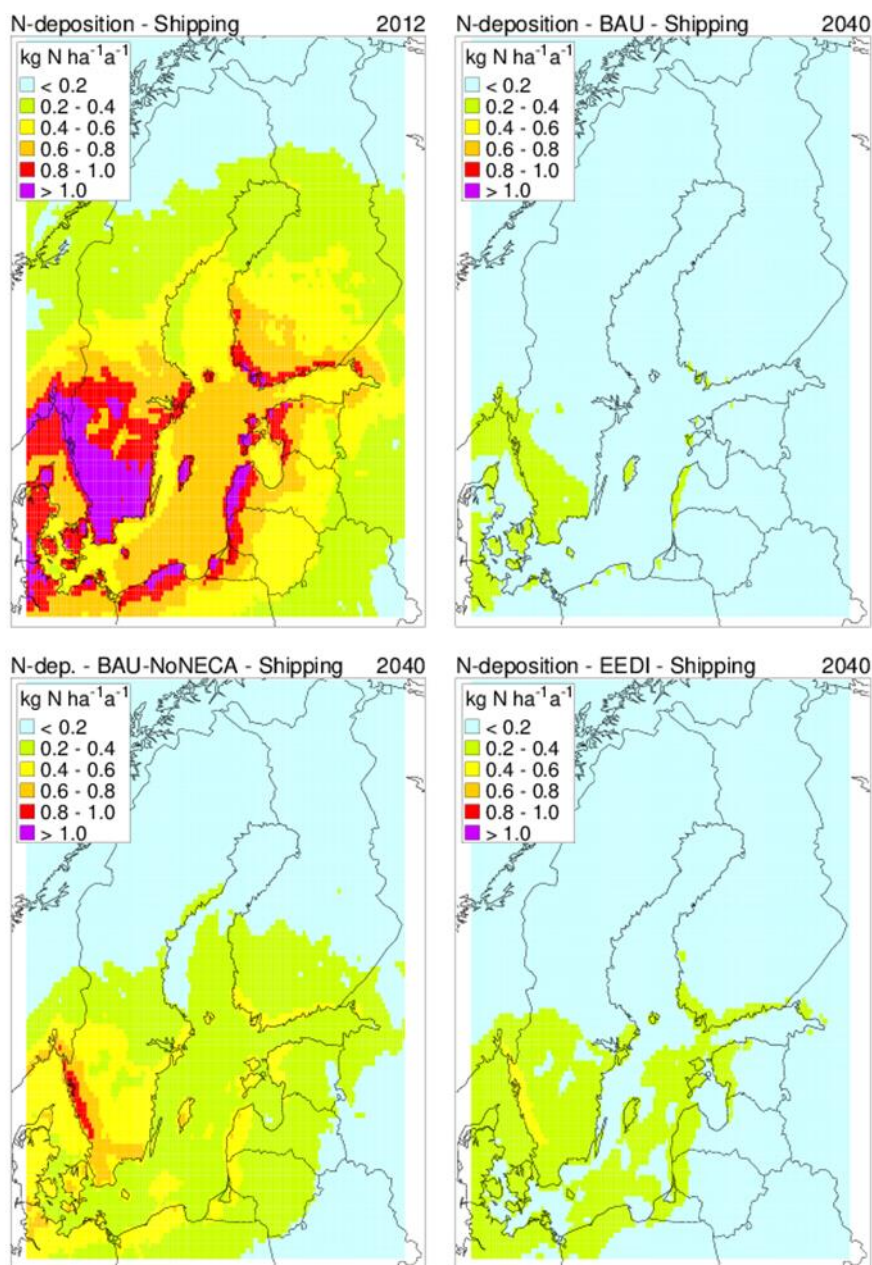 N-deposition - Shipping 2012
kg N ha⁻¹a⁻¹
< 0.2
0.2 - 0.4
0.4 - 0.6
0.6 - 0.8
0.8 - 1.0
> 1.0
N-deposition - BAU - Shipping 2040
kg N ha⁻¹a⁻¹
< 0.2
0.2 - 0.4
0.4 - 0.6
0.6 - 0.8
0.8 - 1.0
> 1.0
N-dep. - BAU-NoNECA - Shipping 2040
kg N ha⁻¹a⁻¹
< 0.2
0.2 - 0.4
0.4 - 0.6
0.6 - 0.8
0.8 - 1.0
> 1.0
N-deposition - EEDI - Shipping 2040
kg N ha⁻¹a⁻¹
< 0.2
0.2 - 0.4
0.4 - 0.6
0.6 - 0.8
0.8 - 1.0
> 1.0